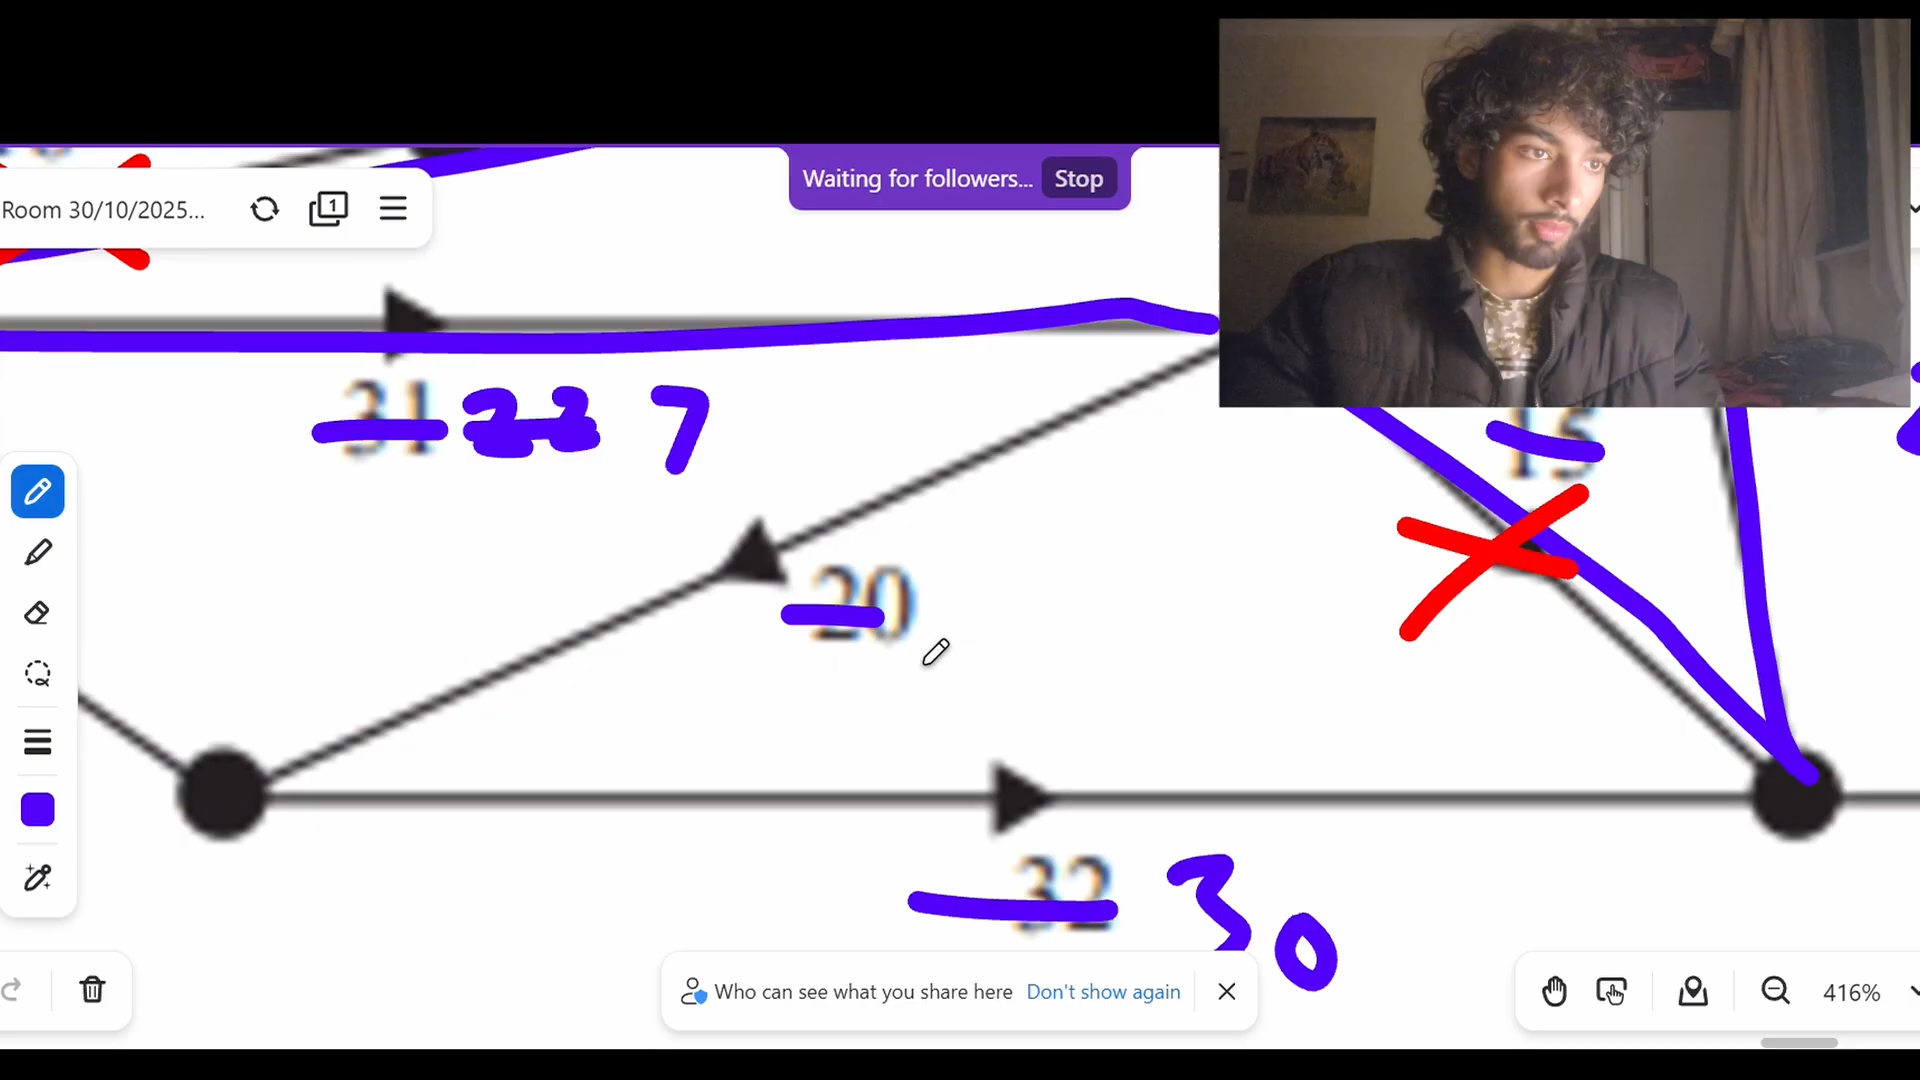 Waiting for followers... Stop
Room 30/10/2025...
1
31 22 7
15
20
32 30
Who can see what you share here Don't show again
416%